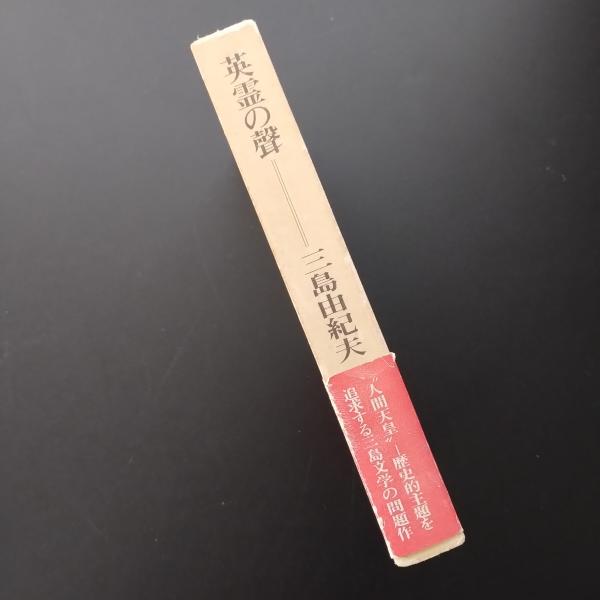 英霊の聲
三島由紀夫
〝人間天皇〟―歴史的主題を
追求する三島文学の問題作